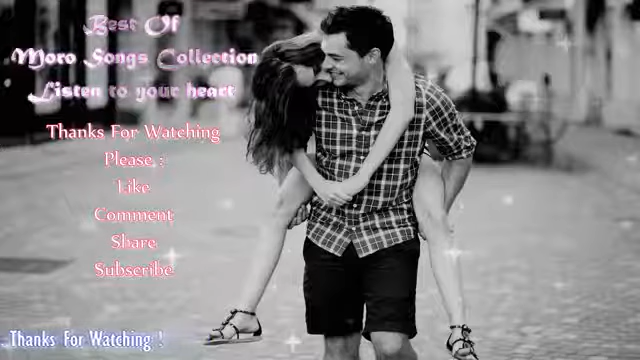 Best Of
Moro Songs Collection
Listen to your heart
Thanks For Watching
Please :
Like
Comment
Share
Subscribe
Thanks For Watching !